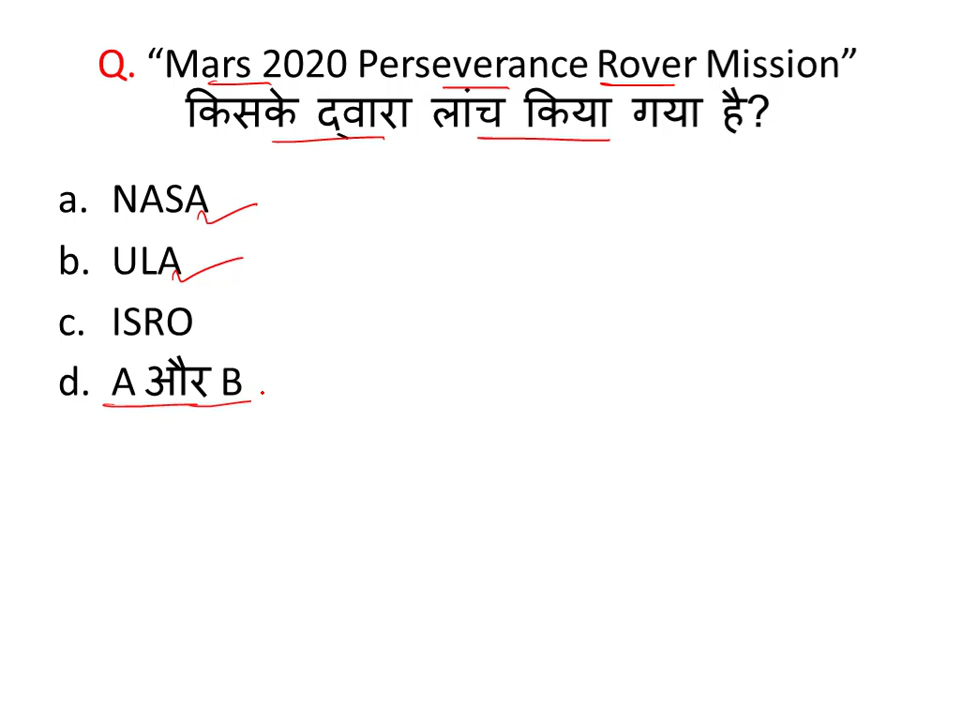 Q. “Mars 2020 Perseverance Rover Mission”
किसके द्वारा लांच किया गया है?
a. NASA
b. ULA
c. ISRO
d. A और B